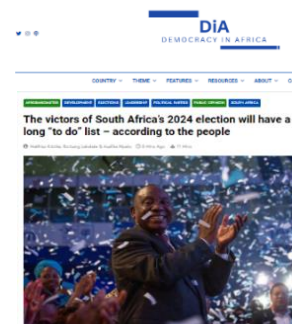 DiA
DEMOCRACY IN AFRICA
COUNTRY THEME FEATURES RESOURCES ABOUT
AFROBAROMETER DEVELOPMENT ELECTIONS LEADERSHIP POLITICAL PARTIES PUBLIC OPINION SOUTH AFRICA
The victors of South Africa's 2024 election will have a
long "to do" list – according to the people